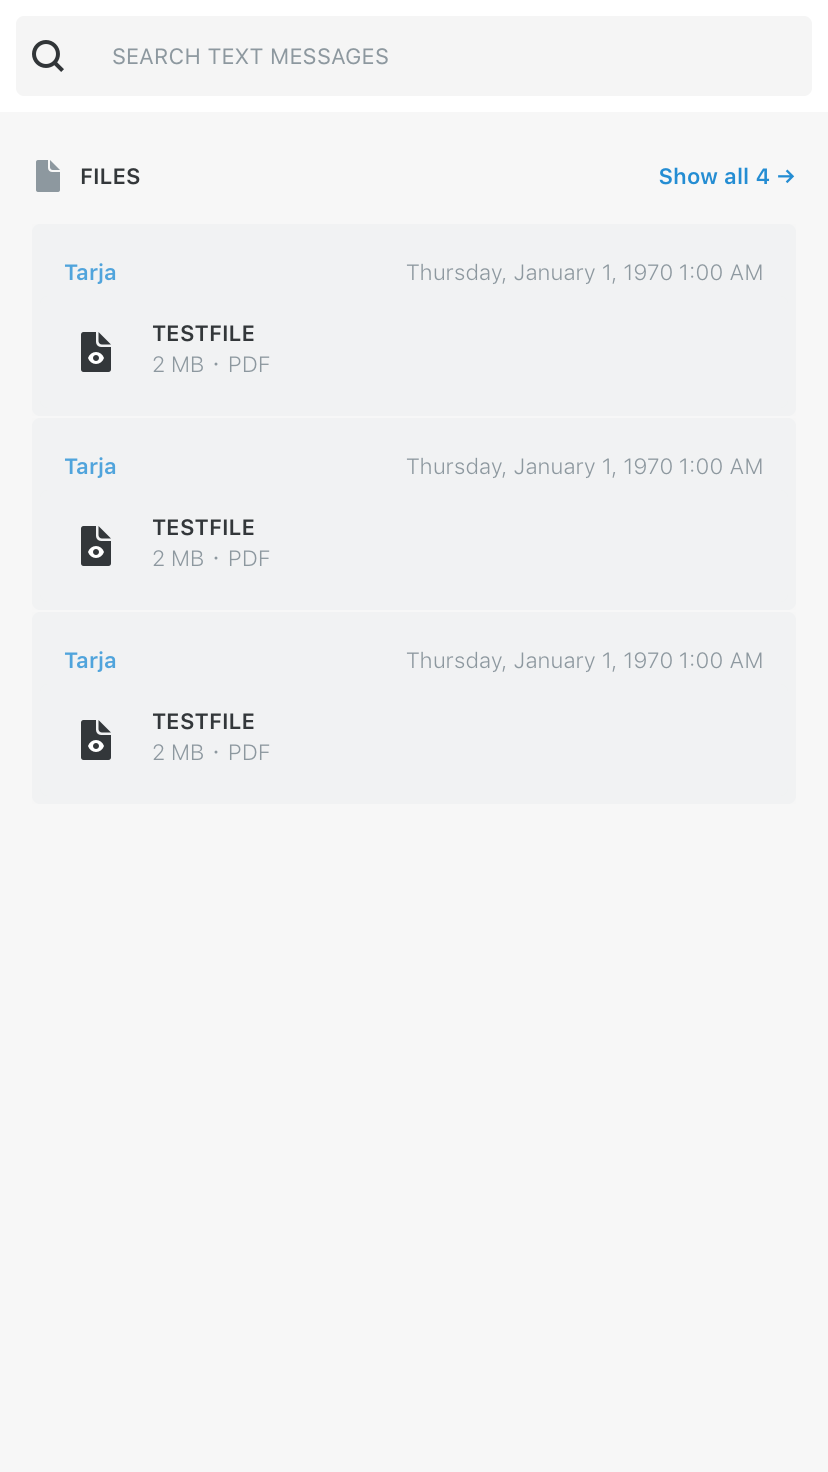 SEARCH TEXT MESSAGES
FILES Show all 4 →
Tarja Thursday, January 1, 1970 1:00 AM
TESTFILE
2 MB · PDF
Tarja Thursday, January 1, 1970 1:00 AM
TESTFILE
2 MB · PDF
Tarja Thursday, January 1, 1970 1:00 AM
TESTFILE
2 MB · PDF